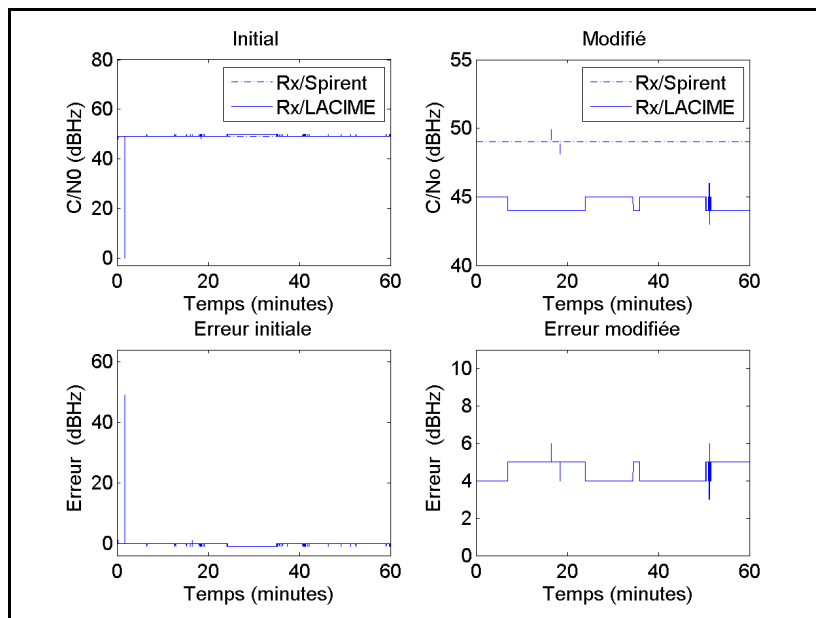 Initial
80
60
40
20
0
C/N0 (dBHz)
Rx/Spirent
Rx/LACIME
0 20 40 60
Temps (minutes)
Modifié
55
50
45
40
C/No (dBHz)
Rx/Spirent
Rx/LACIME
0 20 40 60
Temps (minutes)
Erreur initiale
60
40
20
0
Erreur (dBHz)
0 20 40 60
Temps (minutes)
Erreur modifiée
10
8
6
4
2
0
Erreur (dBHz)
0 20 40 60
Temps (minutes)